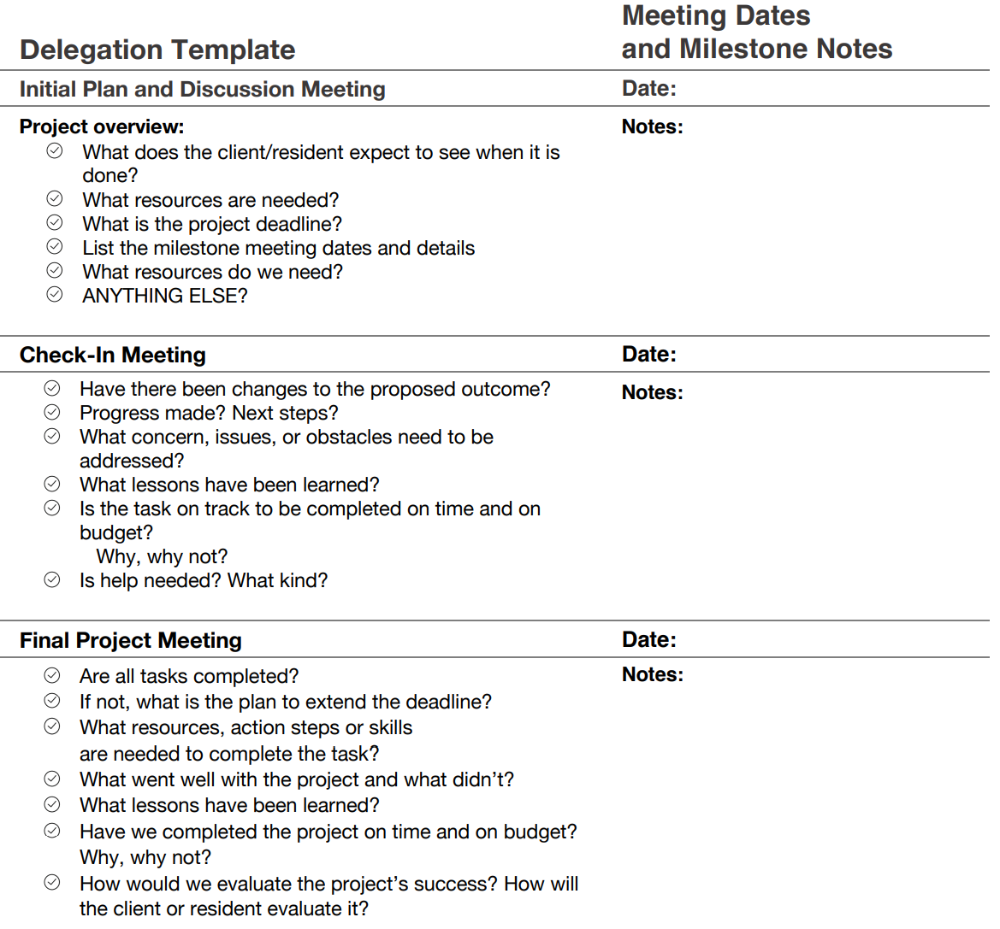 Meeting Dates
Delegation Template
and Milestone Notes
Initial Plan and Discussion Meeting
Date:
Project overview:
Notes:
What does the client/resident expect to see when it is
done?
What resources are needed?
What is the project deadline?
List the milestone meeting dates and details
What resources do we need?
ANYTHING ELSE?
Check-In Meeting
Date:
Have there been changes to the proposed outcome?
Notes:
Progress made? Next steps?
What concern, issues, or obstacles need to be
addressed?
What lessons have been learned?
Is the task on track to be completed on time and on
budget?
Why, why not?
Is help needed? What kind?
Final Project Meeting
Date:
Are all tasks completed?
Notes:
If not, what is the plan to extend the deadline?
What resources, action steps or skills
are needed to complete the task?
What went well with the project and what didn’t?
What lessons have been learned?
Have we completed the project on time and on budget?
Why, why not?
How would we evaluate the project’s success? How will
the client or resident evaluate it?